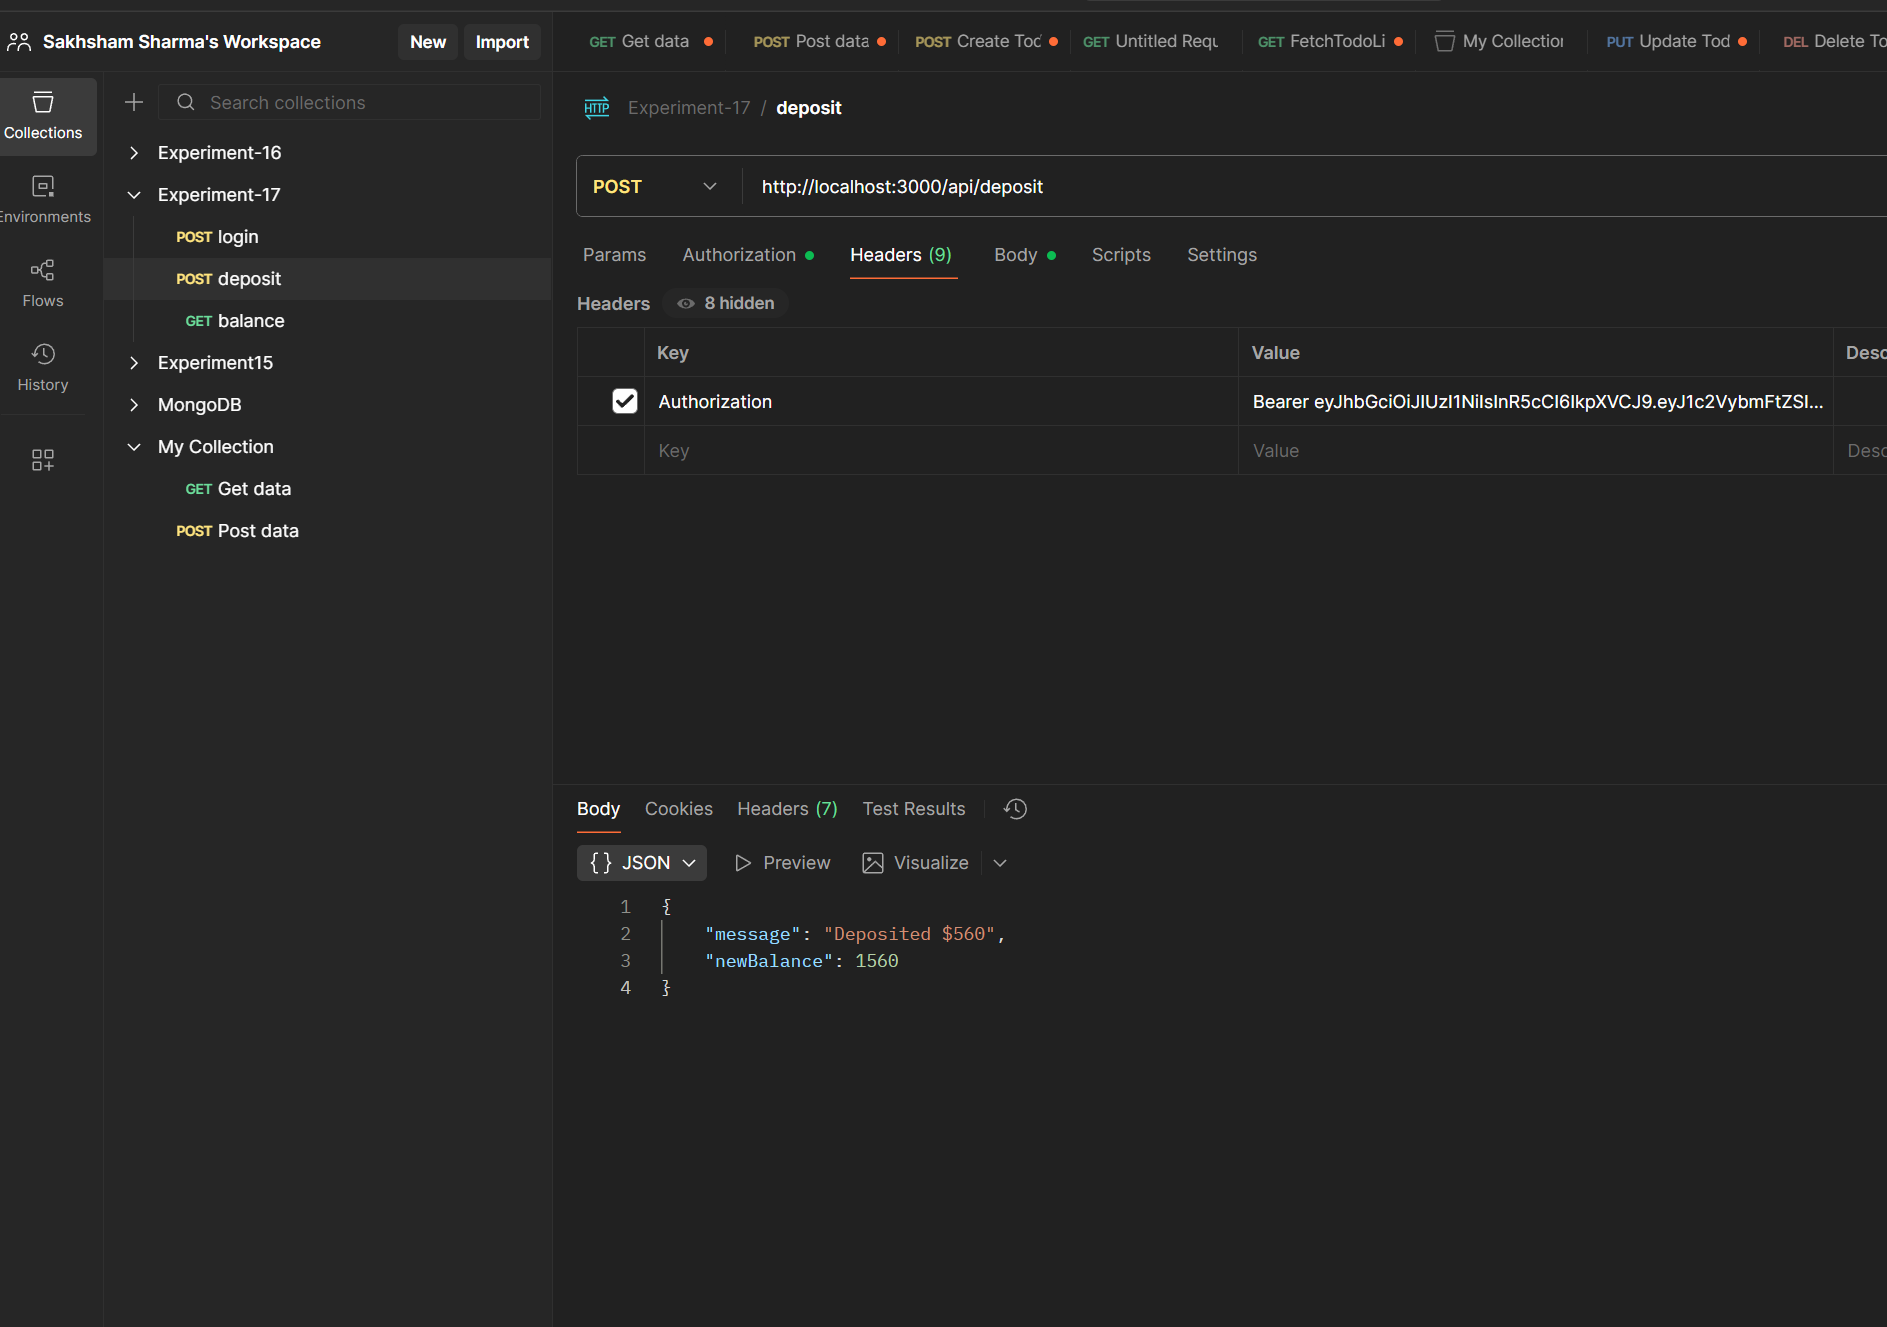 Sakhsham Sharma's Workspace
New
Import
GET Get data
POST Post data
POST Create Toc
GET Untitled Requ
GET FetchTodoLi
My Collection
PUT Update Tod
DEL Delete To
Collections
Environments
Flows
History
Search collections
Experiment-16
Experiment-17
POST login
POST deposit
GET balance
Experiment15
MongoDB
My Collection
GET Get data
POST Post data
HTTP Experiment-17 / deposit
POST
http://localhost:3000/api/deposit
Params
Authorization
Headers (9)
Body
Scripts
Settings
Headers
8 hidden
Key
Value
Desc
Authorization
Bearer eyJhbGciOiJIUzI1NiIsInR5cCI6IkpXVCJ9.eyJ1c2VybmFtZSI...
Key
Value
Desc
Body
Cookies
Headers (7)
Test Results
{} JSON
Preview
Visualize
1 {
2 "message": "Deposited $560",
3 "newBalance": 1560
4 }